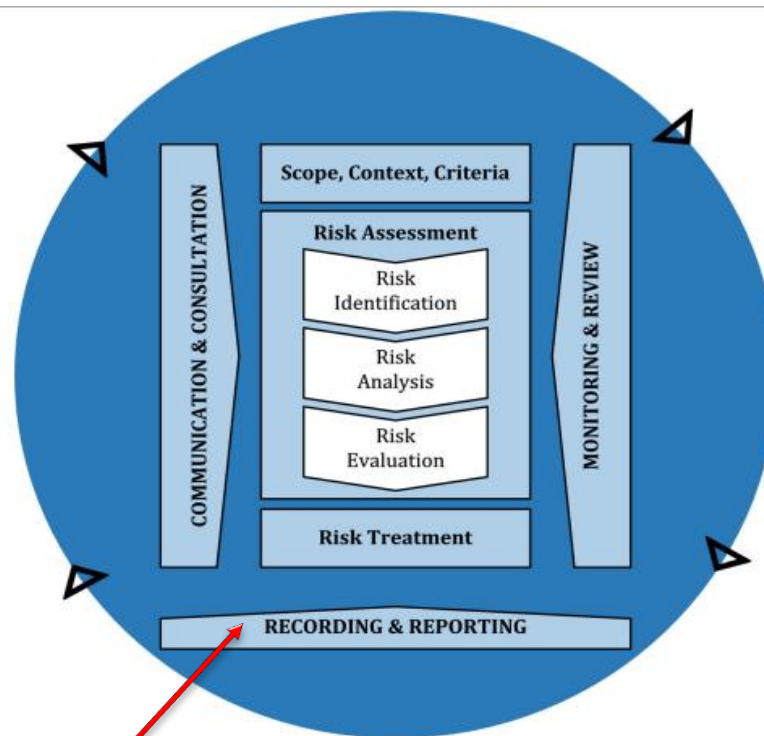 Scope, Context, Criteria
Risk Assessment
Risk
Identification
Risk
Analysis
Risk
Evaluation
Risk Treatment
COMMUNICATION & CONSULTATION
MONITORING & REVIEW
RECORDING & REPORTING